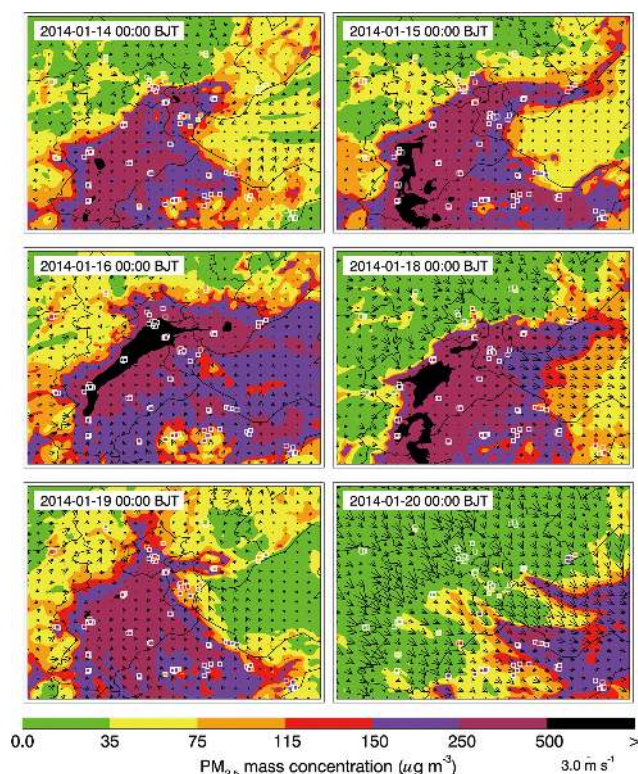 2014-01-14 00:00 BJT
2014-01-15 00:00 BJT
2014-01-16 00:00 BJT
2014-01-18 00:00 BJT
2014-01-19 00:00 BJT
2014-01-20 00:00 BJT
0.0 35 75 115 150 250 500 >
PM2.5 mass concentration (μg m-3) 3.0 m s-1